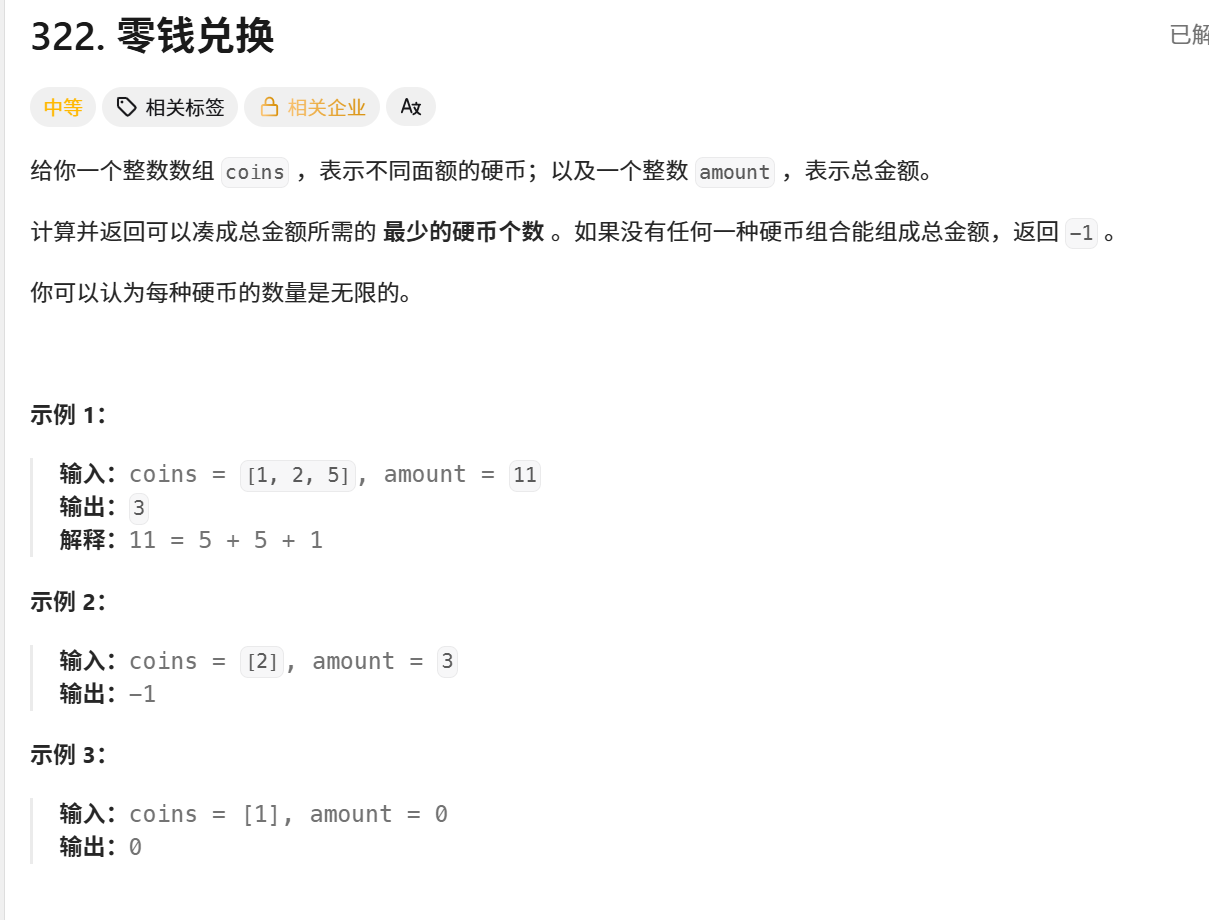 322. 零钱兑换
已解
中等 相关标签 相关企业 A文
给你一个整数数组 coins ，表示不同面额的硬币；以及一个整数 amount ，表示总金额。
计算并返回可以凑成总金额所需的 最少的硬币个数 。如果没有任何一种硬币组合能组成总金额，返回 -1 。
你可以认为每种硬币的数量是无限的。
示例 1：
输入：coins = [1, 2, 5], amount = 11
输出：3
解释：11 = 5 + 5 + 1
示例 2：
输入：coins = [2], amount = 3
输出：-1
示例 3：
输入：coins = [1], amount = 0
输出：0